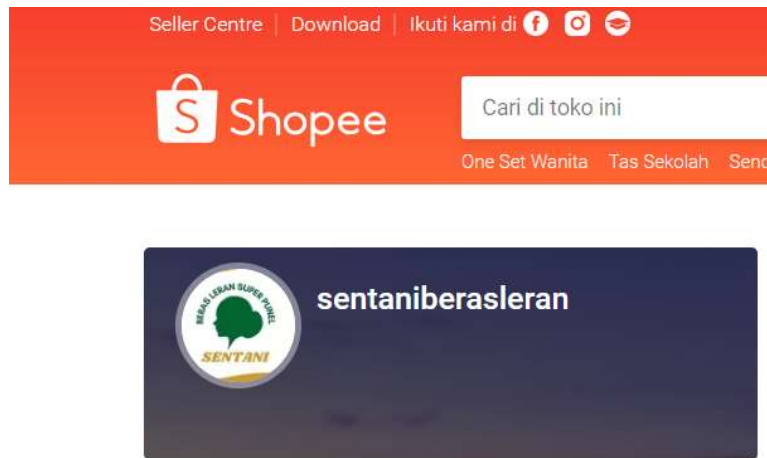 Seller Centre | Download | Ikuti kami di
S Shopee
Cari di toko ini
One Set Wanita Tas Sekolah Send
sentaniberasleran
BERAS LERAN SUPER PUNEL
SENTANI